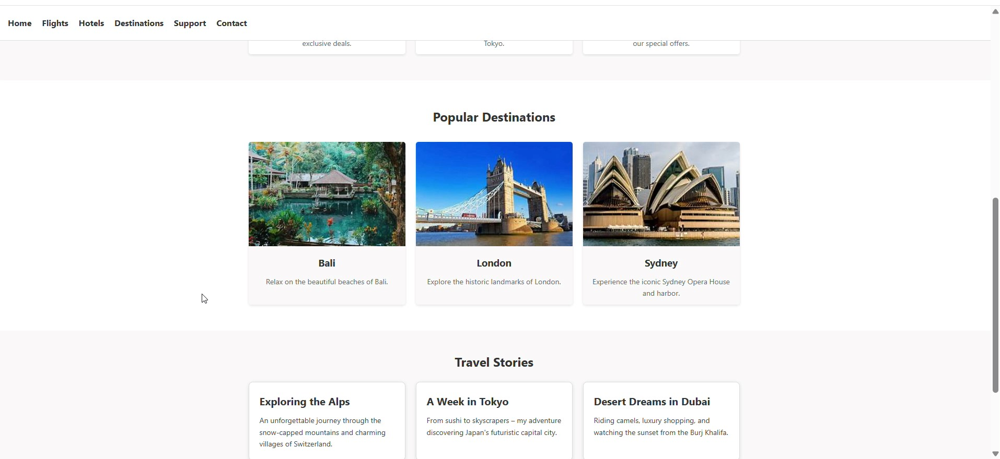 Home Flights Hotels Destinations Support Contact
exclusive deals.
Tokyo.
our special offers.
Popular Destinations
Bali
Relax on the beautiful beaches of Bali.
London
Explore the historic landmarks of London.
Sydney
Experience the iconic Sydney Opera House
and harbor.
Travel Stories
Exploring the Alps
An unforgettable journey through the
snow-capped mountains and charming
villages of Switzerland.
A Week in Tokyo
From sushi to skyscrapers – my adventure
discovering Japan's futuristic capital city.
Desert Dreams in Dubai
Riding camels, luxury shopping, and
watching the sunset from the Burj Khalifa.